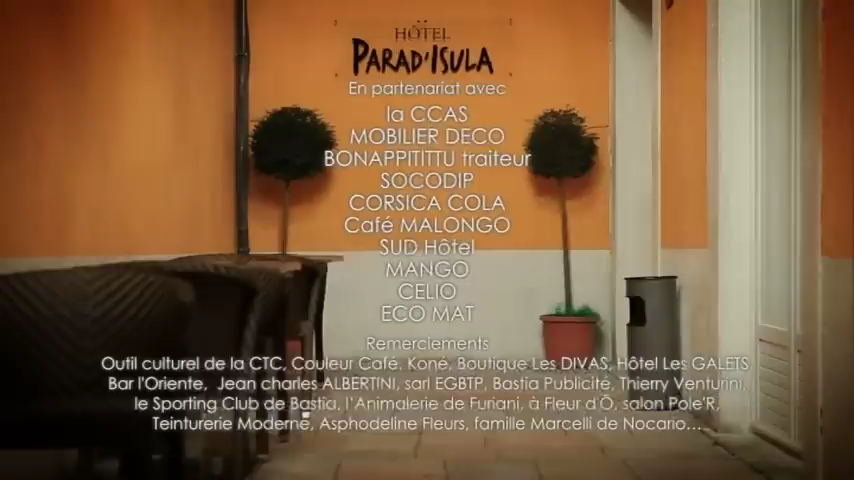 HÔTEL
PARAD'ISULA
En partenariat avec
la CCAS
MOBILIER DECO
BONAPPITITTU traiteur
SOCODIP
CORSICA COLA
Café MALONGO
SUD Hôtel
MANGO
CELIO
ECO MAT
Remerciements
Outil culturel de la CTC, Couleur Café, Koné, Boutique Les DIVAS, Hôtel Les GALETS
Bar l'Oriente, Jean charles ALBERTINI, sarl EGBTP, Bastia Publicité, Thierry Venturini,
le Sporting Club de Bastia, l'Animalerie de Furiani, à Fleur d'Ô, salon Pole'R,
Teinturerie Moderne, Asphodeline Fleurs, famille Marcelli de Nocario...